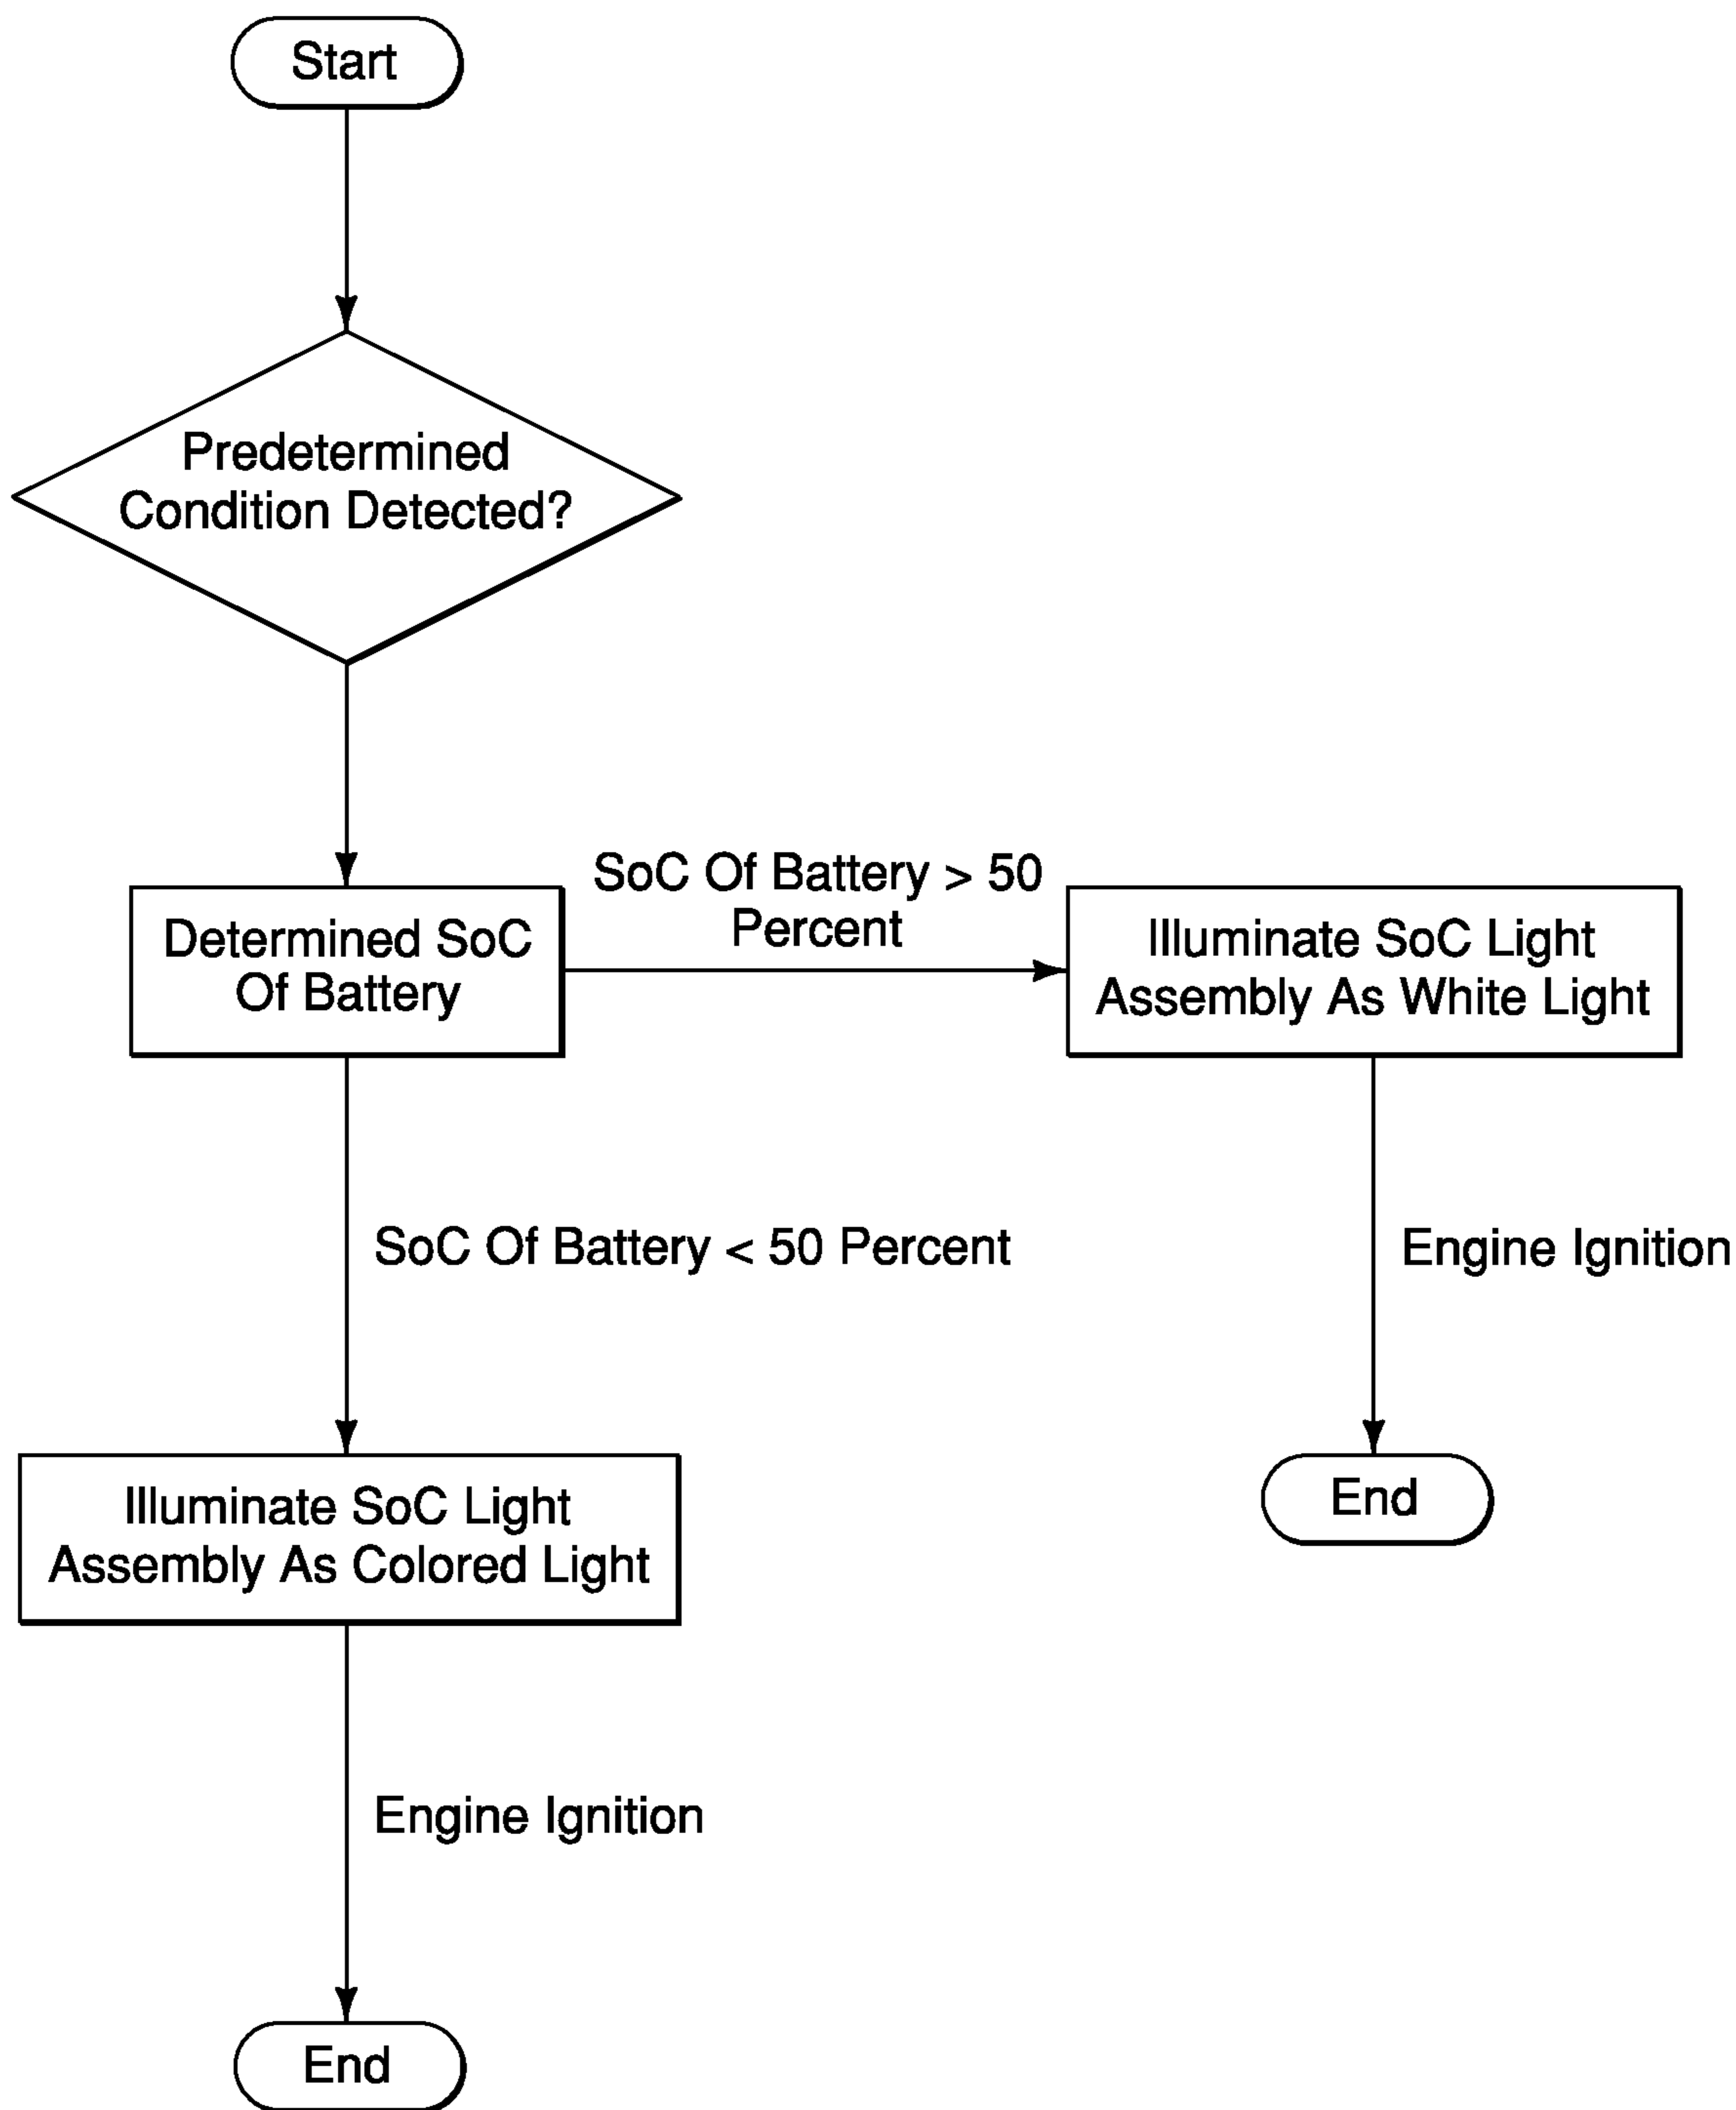 Start
Predetermined
Condition Detected?
Determined SoC
Of Battery
SoC Of Battery > 50
Percent
Illuminate SoC Light
Assembly As White Light
SoC Of Battery < 50 Percent
Engine Ignition
Illuminate SoC Light
Assembly As Colored Light
End
Engine Ignition
End